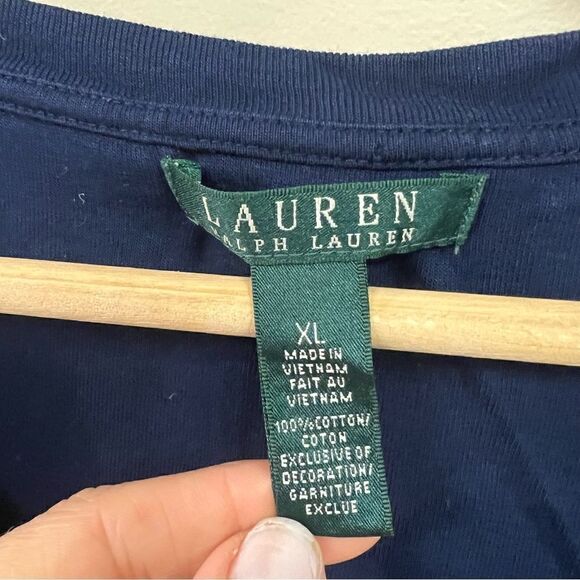 LAUREN
RALPH LAUREN
XL
MADE IN
VIETNAM
FAIT AU
VIETNAM
100%COTTON/
COTON
EXCLUSIVE OF
DECORATION/
GARNITURE
EXCLUE